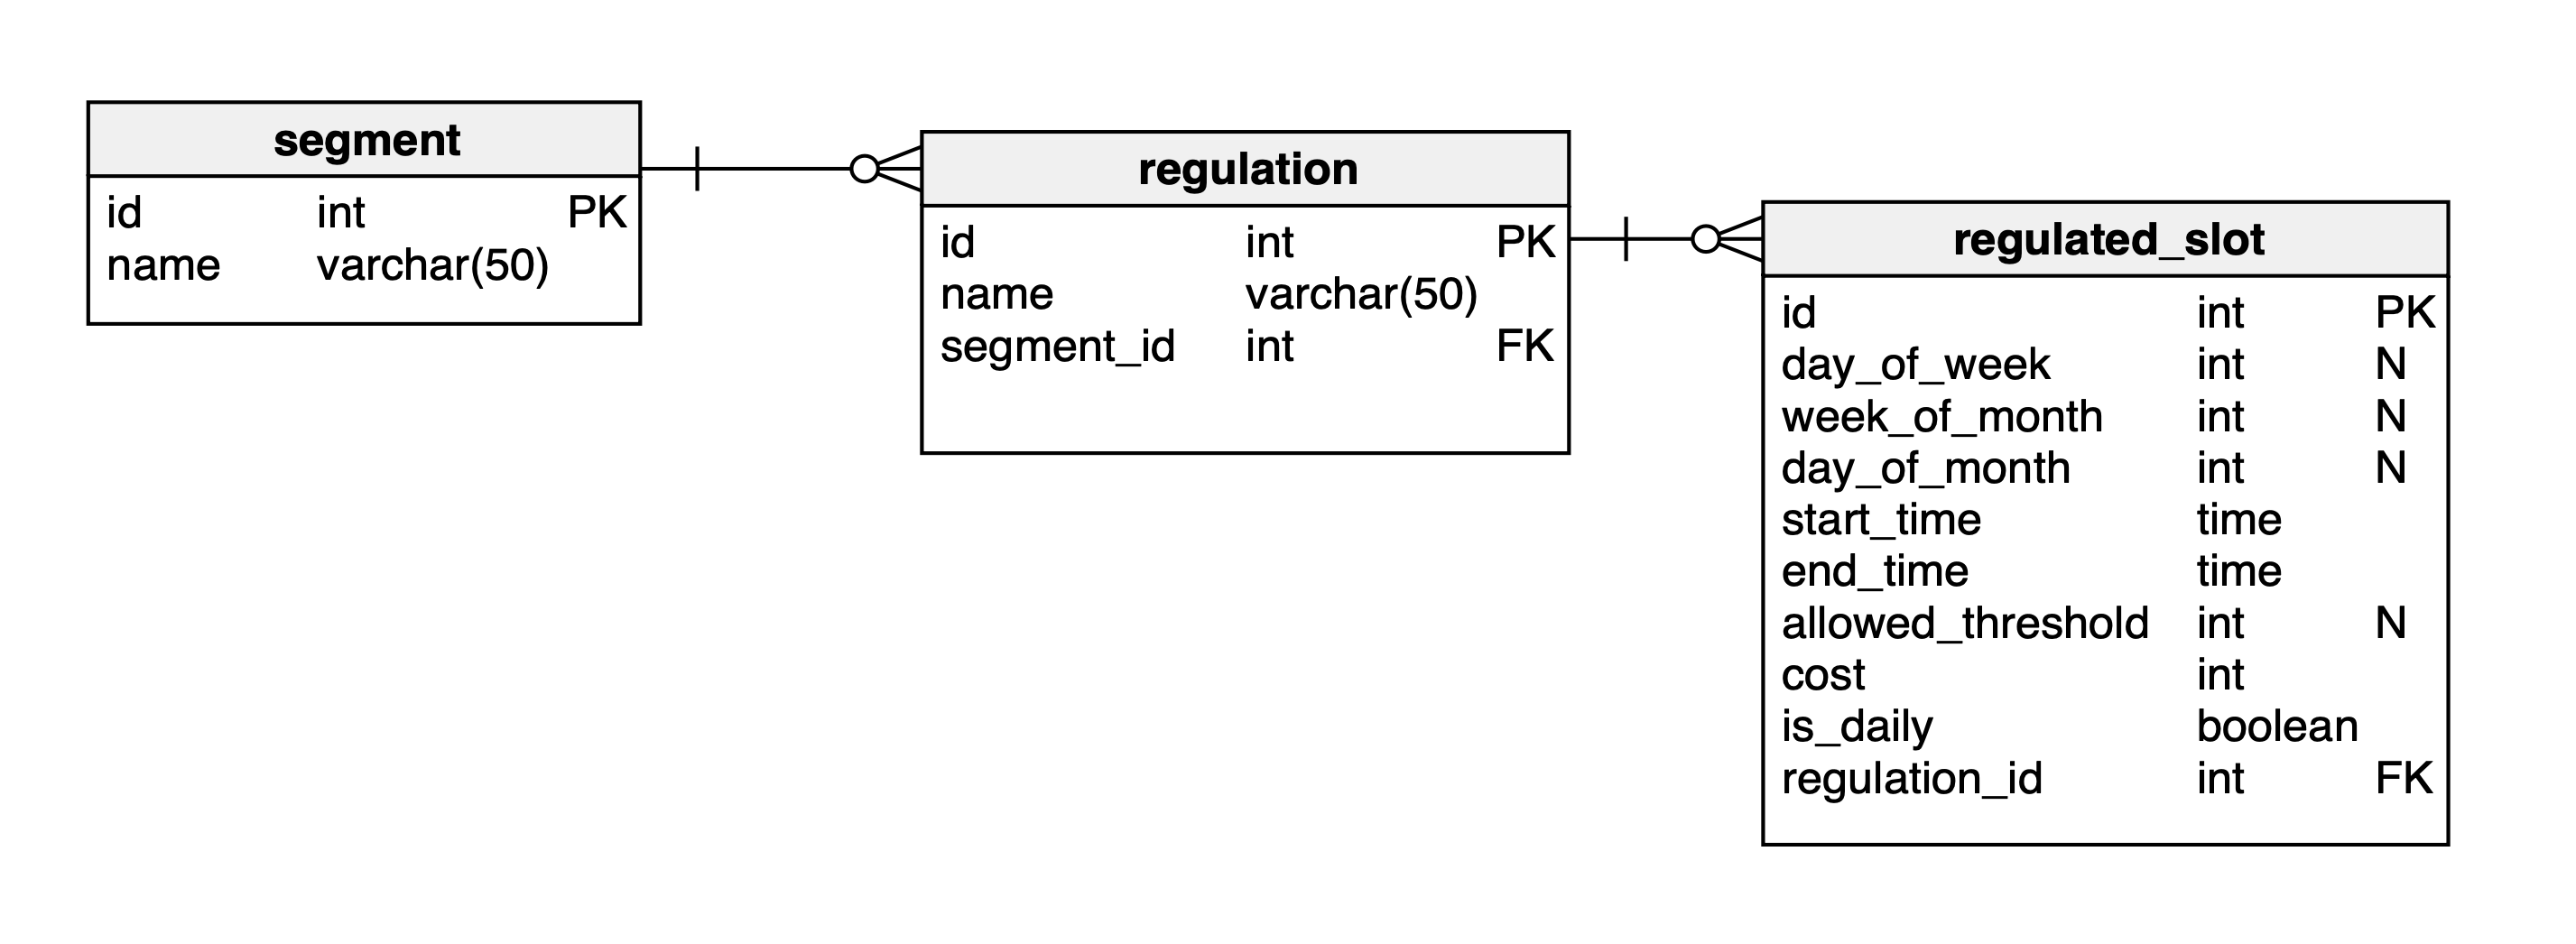 segment
id int PK
name varchar(50)
regulation
id int PK
name varchar(50)
segment_id int FK
regulated_slot
id int PK
day_of_week int N
week_of_month int N
day_of_month int N
start_time time
end_time time
allowed_threshold int N
cost int
is_daily boolean
regulation_id int FK